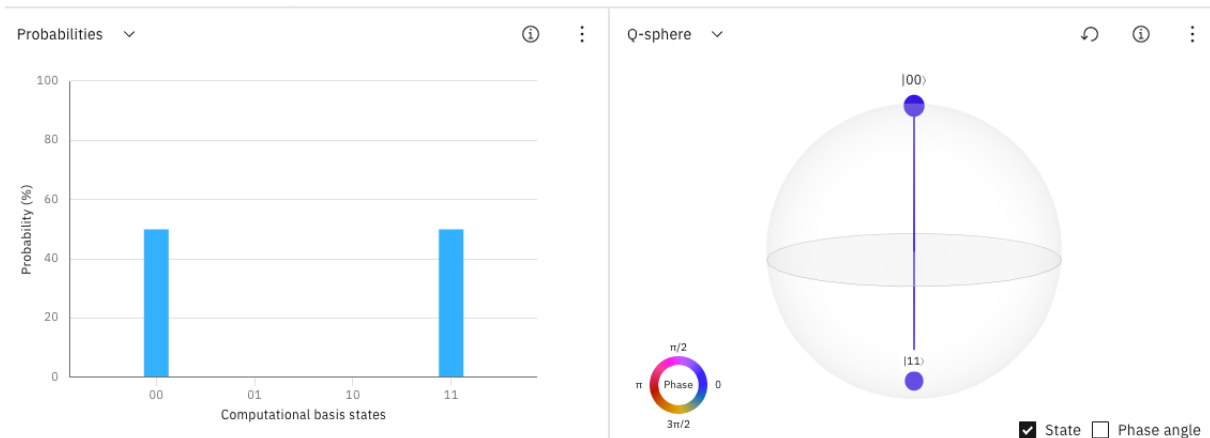 Probabilities
100
80
60
40
20
0
Probability (%)
00 01 10 11
Computational basis states
Q-sphere
|00⟩
|11⟩
π/2
π Phase 0
3π/2
State Phase angle